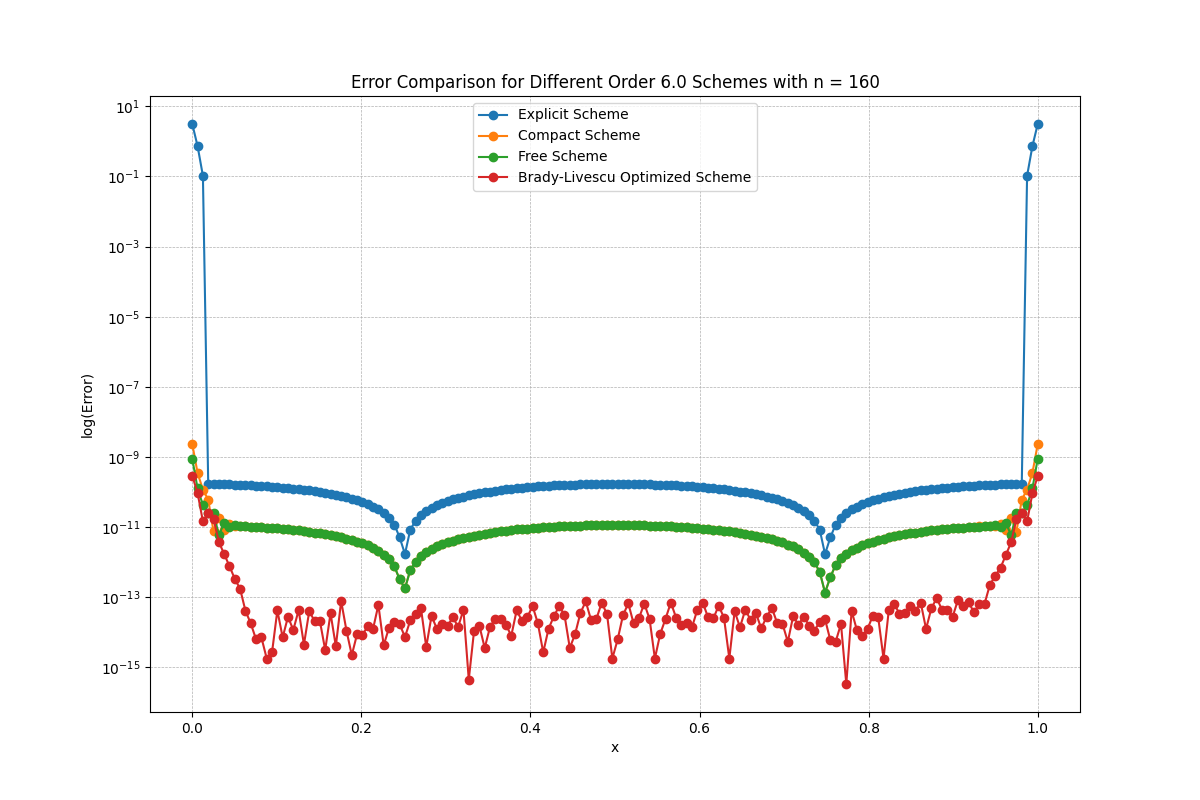 Error Comparison for Different Order 6.0 Schemes with n = 160
Explicit Scheme
Compact Scheme
Free Scheme
Brady-Livescu Optimized Scheme
log(Error)
10¹
10⁻¹
10⁻³
10⁻⁵
10⁻⁷
10⁻⁹
10⁻¹¹
10⁻¹³
10⁻¹⁵
0.0 0.2 0.4 0.6 0.8 1.0
x